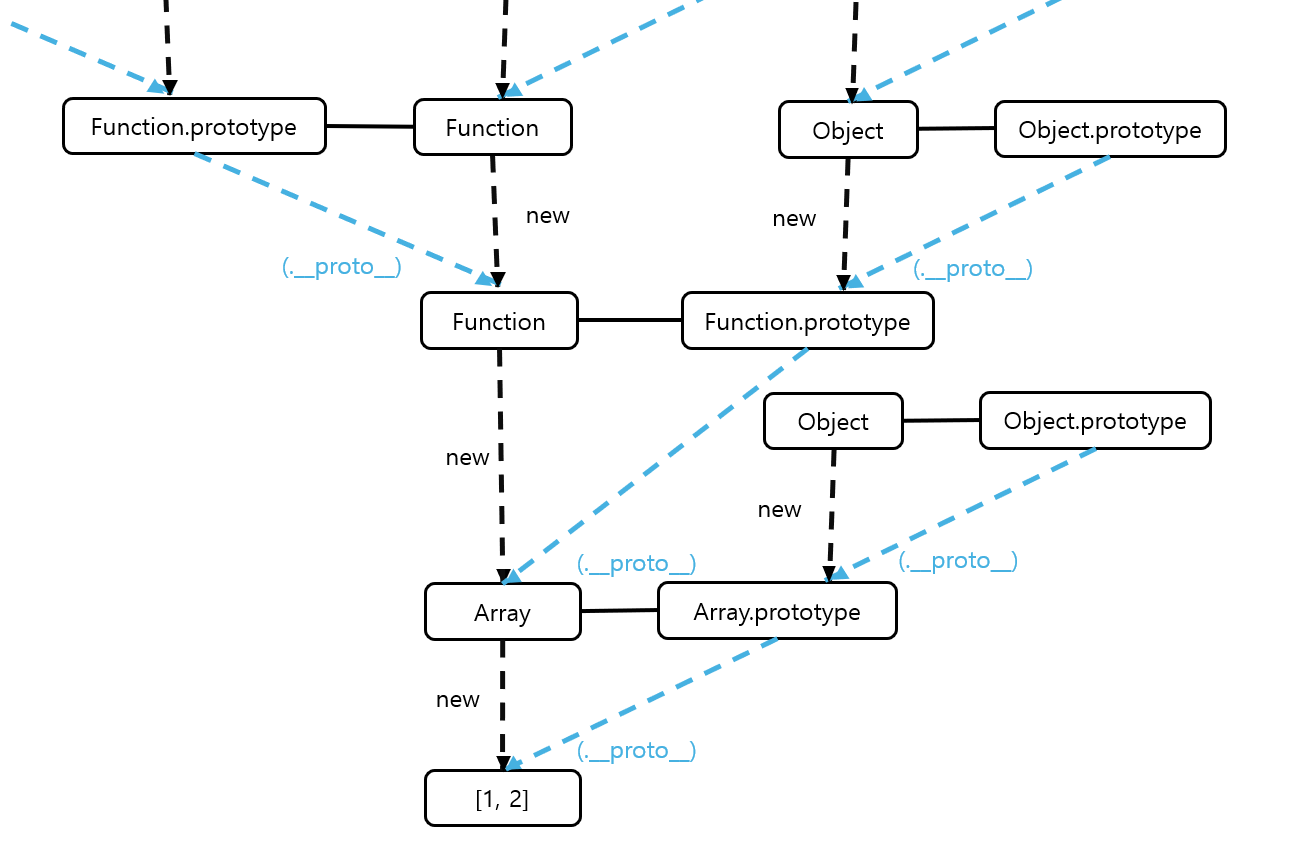 Function.prototype
Function
Object
Object.prototype
new
new
(.__proto__)
(.__proto__)
Function
Function.prototype
Object
Object.prototype
new
new
(.__proto__)
(.__proto__)
Array
Array.prototype
new
(.__proto__)
[1, 2]